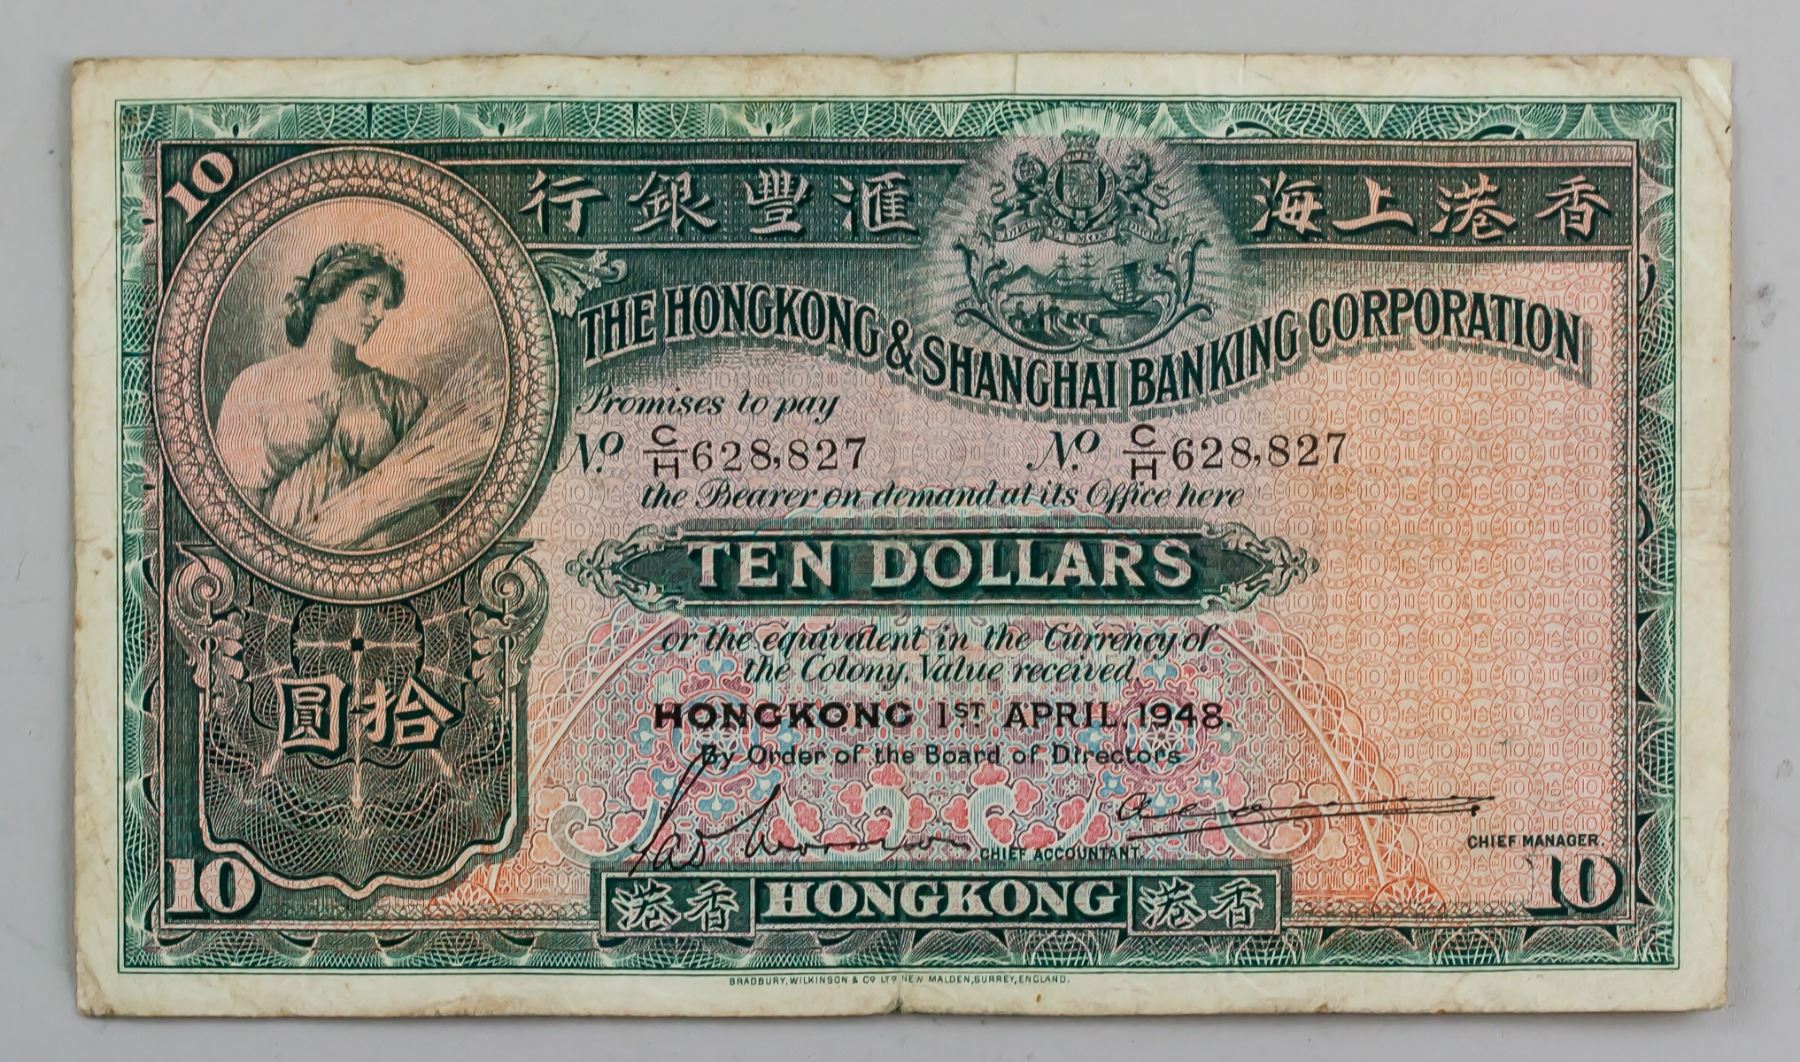 10
行銀豐滙 海上港香
THE HONGKONG & SHANGHAI BANKING CORPORATION
Promises to pay
No. C/H 628,827 No. C/H 628,827
the Bearer on demand at its Office here
TEN DOLLARS
or the equivalent in the Currency of
the Colony, Value received.
圓拾
HONGKONG 1ST APRIL, 1948.
By Order of the Board of Directors
CHIEF ACCOUNTANT.
CHIEF MANAGER.
10 10
港香 HONGKONG 港香
BRADBURY, WILKINSON & CO LTD NEW MALDEN, SURREY, ENGLAND.